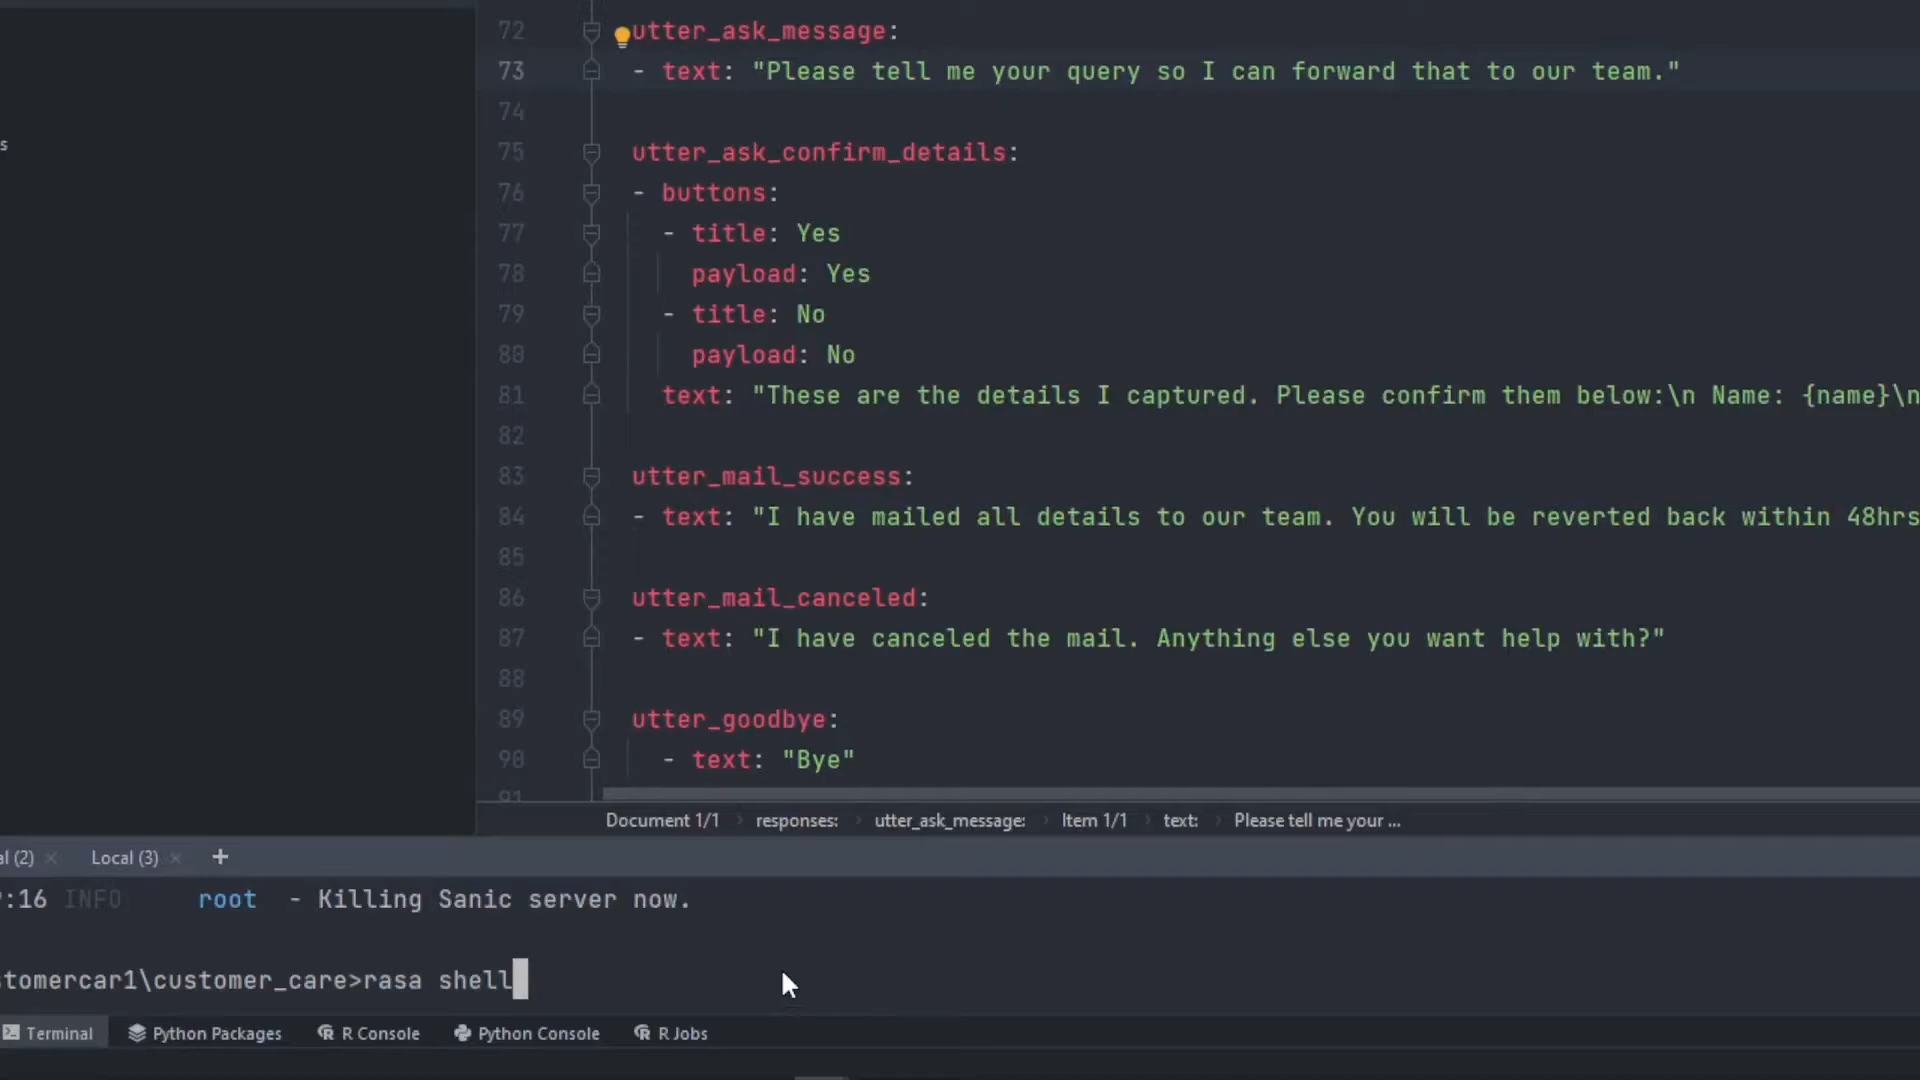 72 utter_ask_message:
73 - text: "Please tell me your query so I can forward that to our team."
74
s
75 utter_ask_confirm_details:
76 - buttons:
77 - title: Yes
78 payload: Yes
79 - title: No
80 payload: No
81 text: "These are the details I captured. Please confirm them below:\n Name: {name}\n
82
83 utter_mail_success:
84 - text: "I have mailed all details to our team. You will be reverted back within 48hrs
85
86 utter_mail_canceled:
87 - text: "I have canceled the mail. Anything else you want help with?"
88
89 utter_goodbye:
90 - text: "Bye"
91
Document 1/1 › responses: › utter_ask_message: › Item 1/1 › text: › Please tell me your ...
al (2) × Local (3) × +
:16 INFO root - Killing Sanic server now.
stomercar1\customer_care>rasa shell
Terminal Python Packages R Console Python Console R Jobs